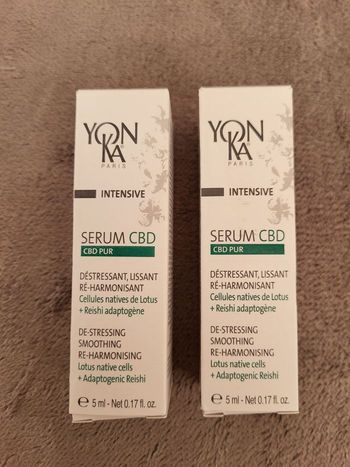 YON
KA
PARIS
INTENSIVE
SERUM CBD
CBD PUR
DÉSTRESSANT, LISSANT
RÉ-HARMONISANT
Cellules natives de Lotus
+ Reishi adaptogène
DE-STRESSING
SMOOTHING
RE-HARMONISING
Lotus native cells
+ Adaptogenic Reishi
℮ 5 ml - Net 0.17 fl. oz.
YON
KA
PARIS
INTENSIVE
SERUM CBD
CBD PUR
DÉSTRESSANT, LISSANT
RÉ-HARMONISANT
Cellules natives de Lotus
+ Reishi adaptogène
DE-STRESSING
SMOOTHING
RE-HARMONISING
Lotus native cells
+ Adaptogenic Reishi
℮ 5 ml - Net 0.17 fl. oz.